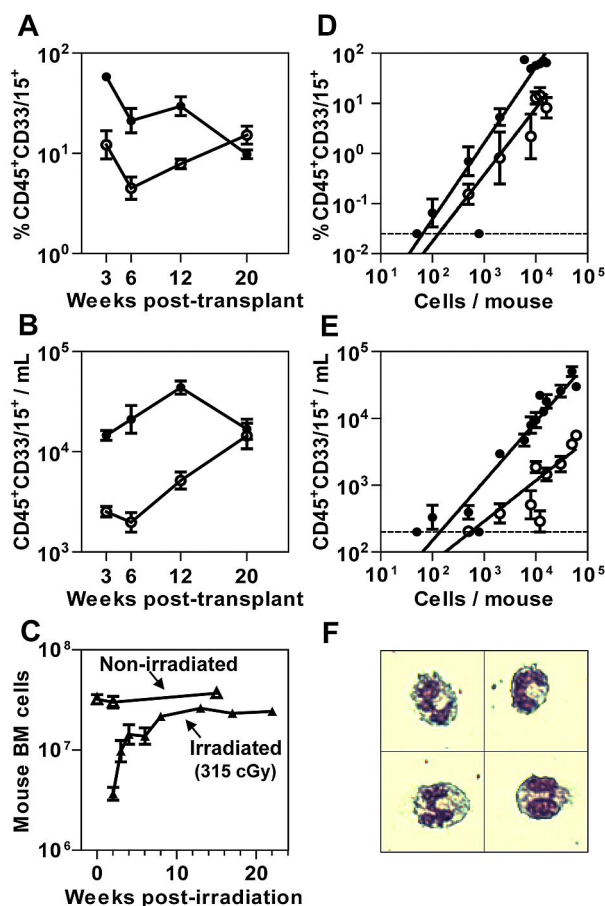 A
%CD45⁺CD33/15⁺
10²
10¹
10⁰
3 6 12 20
Weeks post-transplant
D
%CD45⁺CD33/15⁺
10²
10¹
10⁰
10⁻¹
10⁻²
10¹ 10² 10³ 10⁴ 10⁵
Cells / mouse
B
CD45⁺CD33/15⁺ / mL
10⁵
10⁴
10³
3 6 12 20
Weeks post-transplant
E
CD45⁺CD33/15⁺ / mL
10⁵
10⁴
10³
10²
10¹ 10² 10³ 10⁴ 10⁵
Cells / mouse
C
Mouse BM cells
10⁸
10⁷
10⁶
Non-irradiated
Irradiated
(315 cGy)
0 10 20
Weeks post-irradiation
F